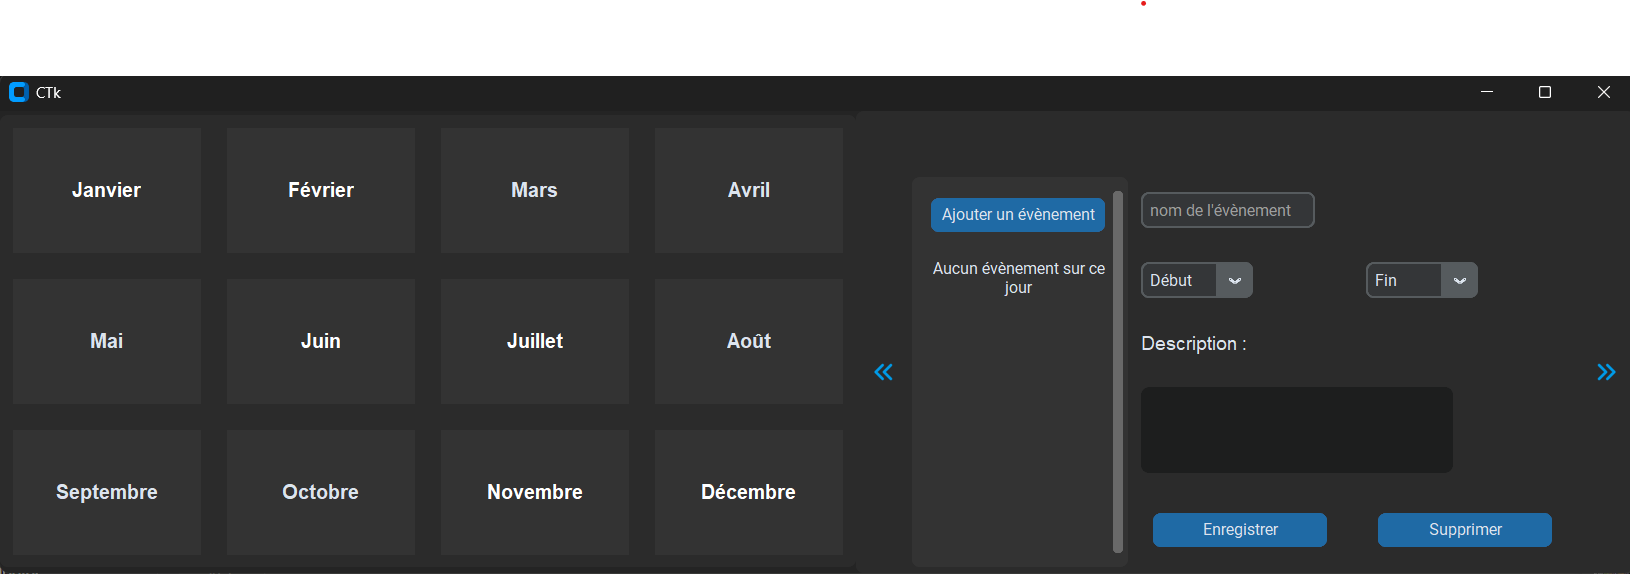 CTk
Janvier
Février
Mars
Avril
Mai
Juin
Juillet
Août
Septembre
Octobre
Novembre
Décembre
Ajouter un évènement
Aucun évènement sur ce
jour
nom de l'évènement
Début
Fin
Description :
Enregistrer
Supprimer